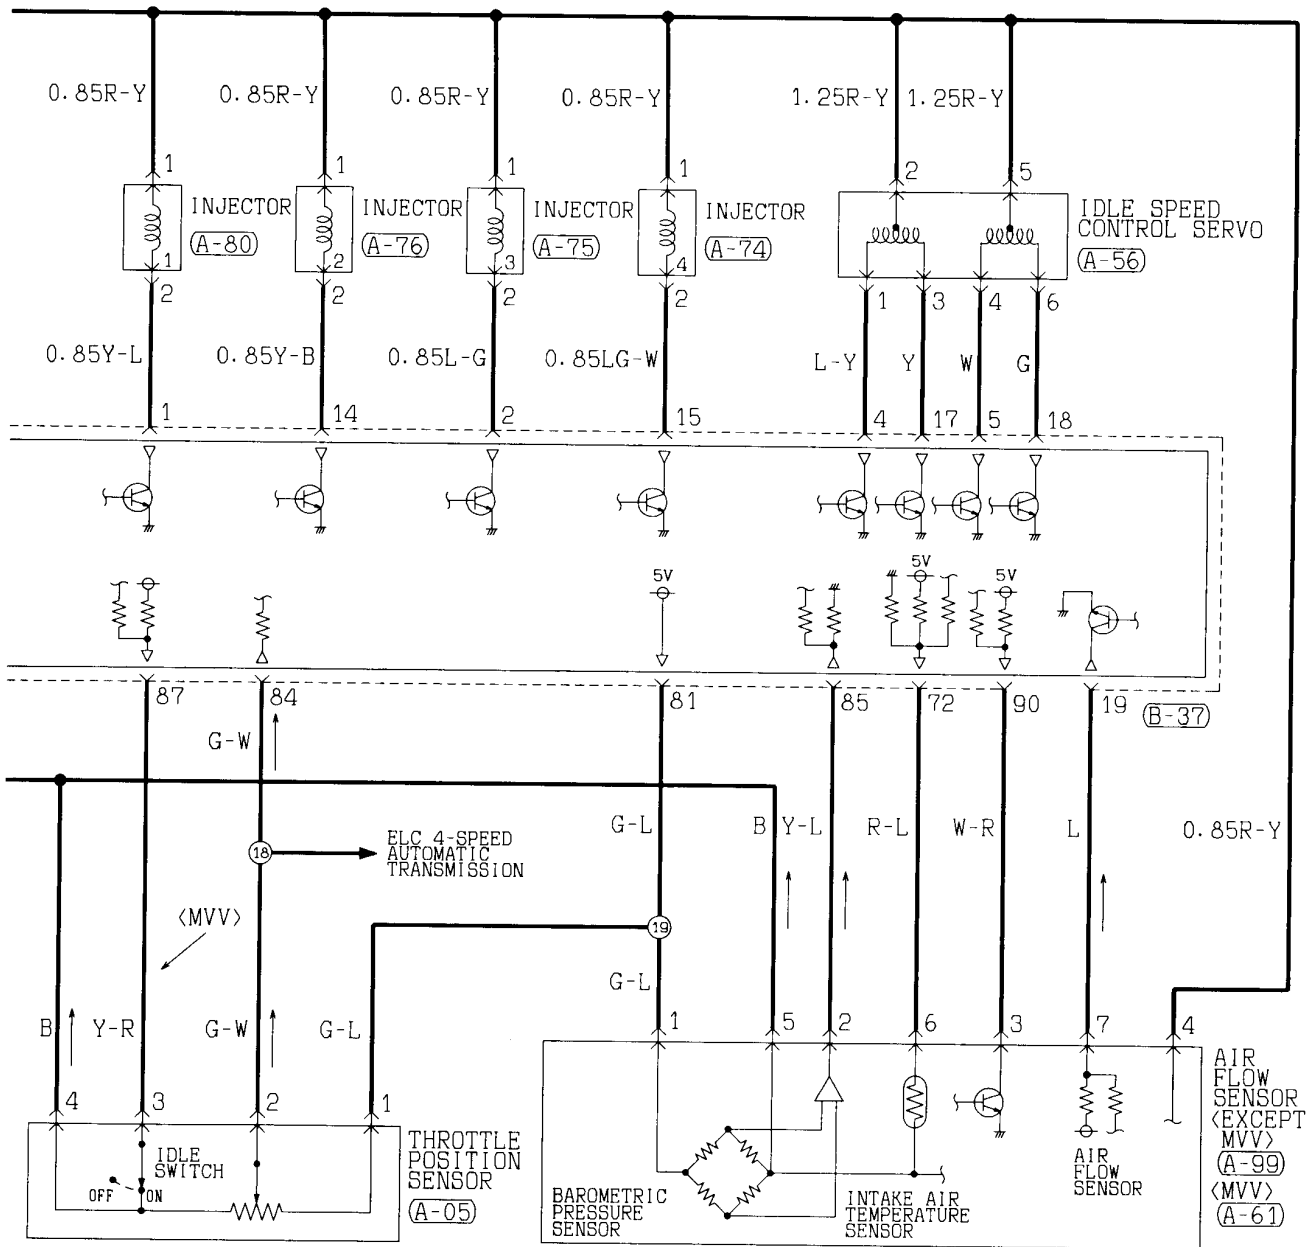 0.85R-Y 0.85R-Y 0.85R-Y 0.85R-Y 1.25R-Y 1.25R-Y
1 1 1 1 2 5
INJECTOR
A-80
INJECTOR
A-76
INJECTOR
A-75
INJECTOR
A-74
IDLE SPEED
CONTROL SERVO
A-56
1 2 3 4
2 2 2 2 1 3 4 6
0.85Y-L 0.85Y-B 0.85L-G 0.85LG-W L-Y Y W G
1 14 2 15 4 17 5 18
5V 5V 5V
87 84 81 85 72 90 19
B-37
G-W
G-L B Y-L R-L W-R L 0.85R-Y
18
ELC 4-SPEED
AUTOMATIC
TRANSMISSION
<MVV>
19
G-L
B Y-R G-W G-L
1 5 2 6 3 7 4
4 3 2 1
IDLE
SWITCH
OFF ON
THROTTLE
POSITION
SENSOR
A-05
BAROMETRIC
PRESSURE
SENSOR
INTAKE AIR
TEMPERATURE
SENSOR
AIR
FLOW
SENSOR
AIR
FLOW
SENSOR
<EXCEPT
MVV>
A-99
<MVV>
A-61